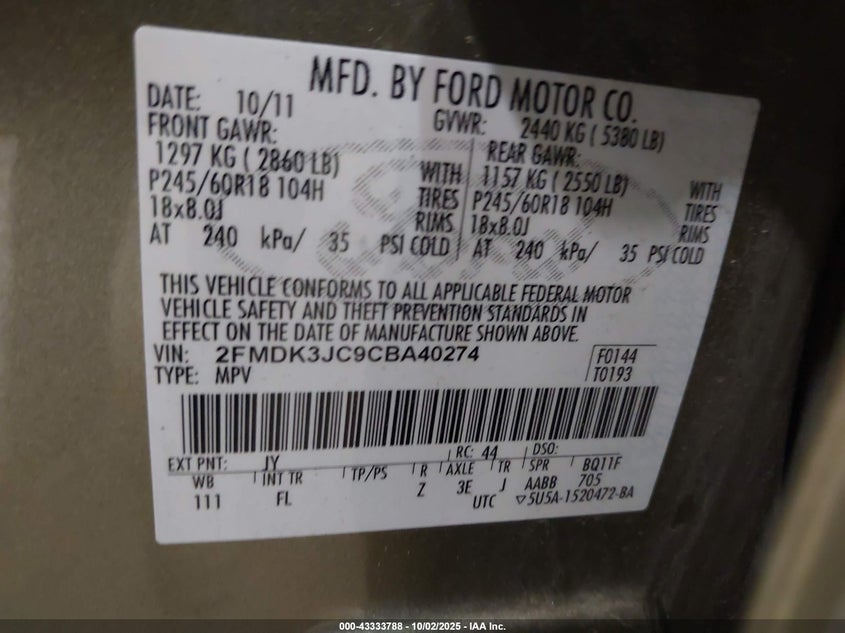 MFD. BY FORD MOTOR CO.
DATE: 10/11 GVWR: 2440 KG ( 5380 LB)
FRONT GAWR: REAR GAWR:
1297 KG ( 2860 LB) WITH 1157 KG ( 2550 LB) WITH
P245/60R18 104H TIRES P245/60R18 104H TIRES
18x8.0J RIMS 18x8.0J RIMS
AT 240 kPa/ 35 PSI COLD AT 240 kPa/ 35 PSI COLD
THIS VEHICLE CONFORMS TO ALL APPLICABLE FEDERAL MOTOR
VEHICLE SAFETY AND THEFT PREVENTION STANDARDS IN
EFFECT ON THE DATE OF MANUFACTURE SHOWN ABOVE.
VIN: 2FMDK3JC9CBA40274 F0144
TYPE: MPV T0193
EXT PNT: JY RC: 44 DSO:
WB INT TR TP/PS R AXLE TR SPR BQ11F
111 FL Z 3E J AABB 705
UTC ▽5U5A-1520472-BA
000-43333788 - 10/02/2025 - IAA Inc.